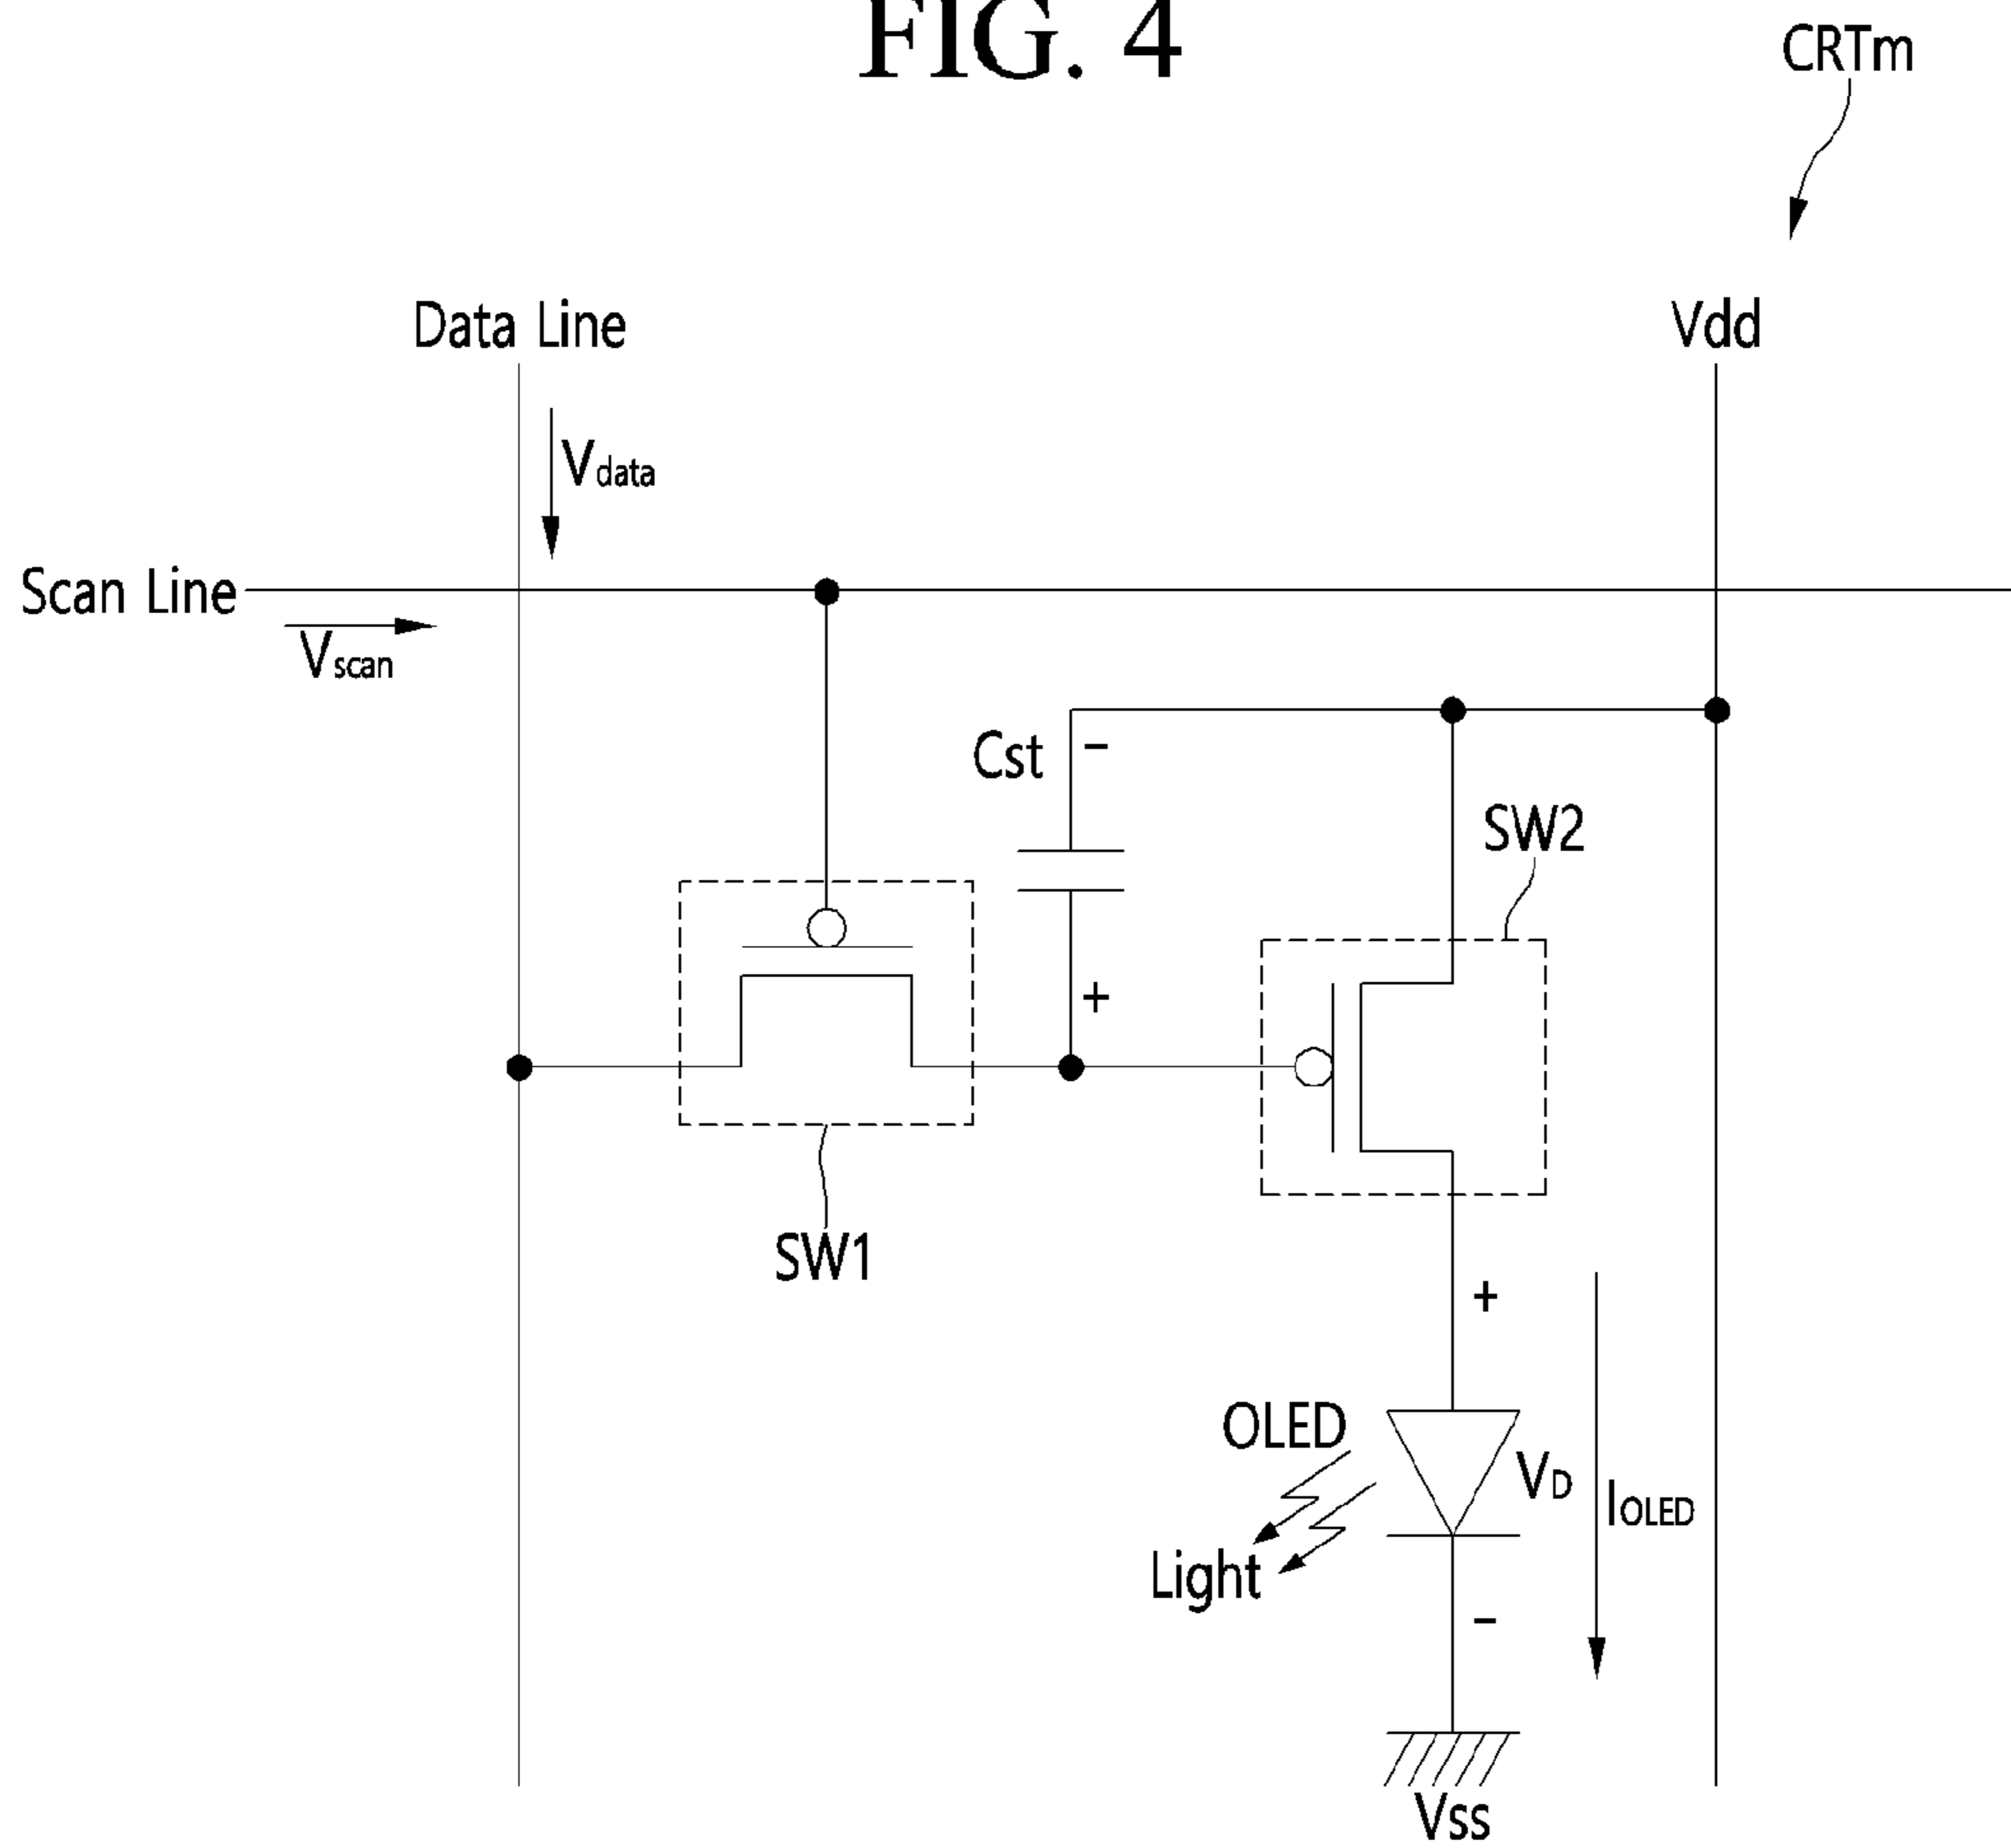 FIG. 4
CRTm
Data Line
Vdd
Vdata
Scan Line
Vscan
Cst
−
SW2
+
SW1
+
OLED
VD
IOLED
Light
−
Vss